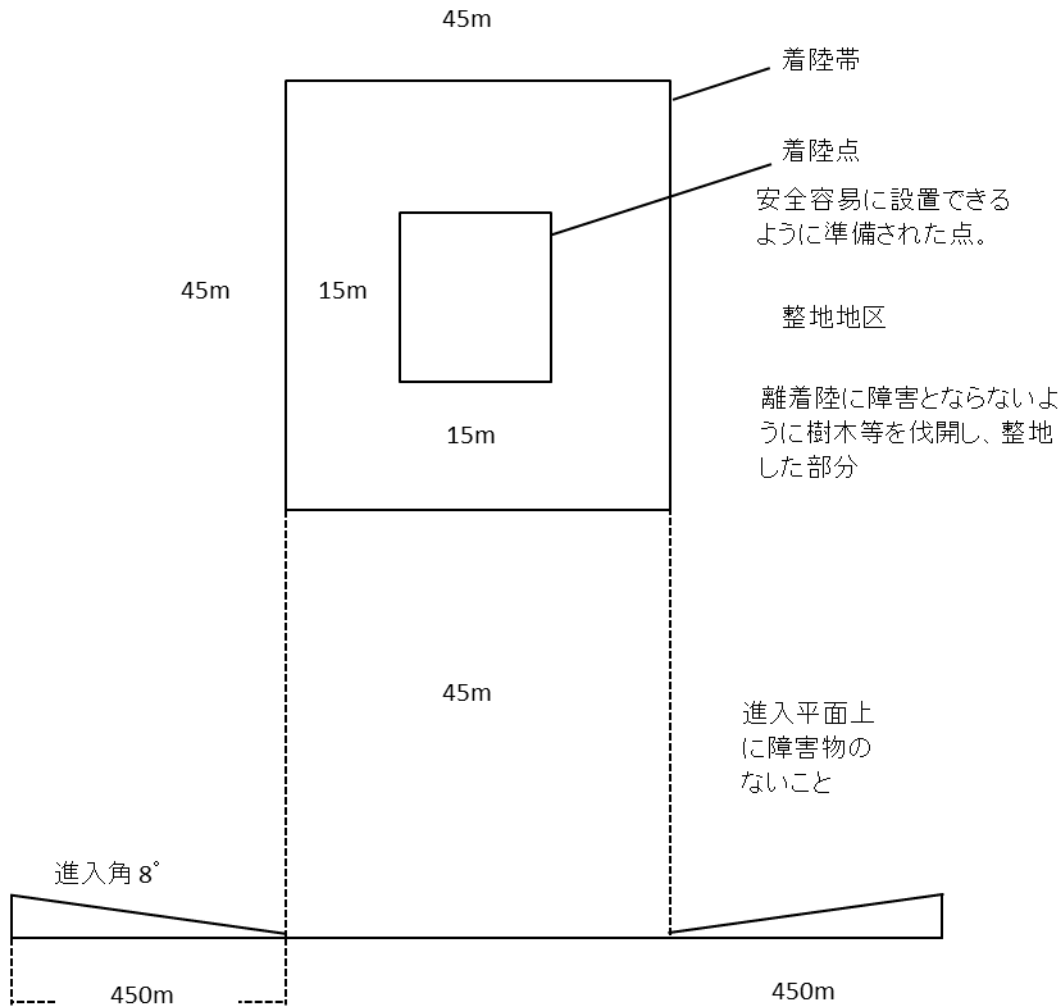 45m
着陸帯
着陸点
安全容易に設置できる
ように準備された点。
45m
15m
整地地区
離着陸に障害とならないよ
うに樹木等を伐開し、整地
した部分
15m
45m
進入平面上
に障害物の
ないこと
進入角8°
450m
450m